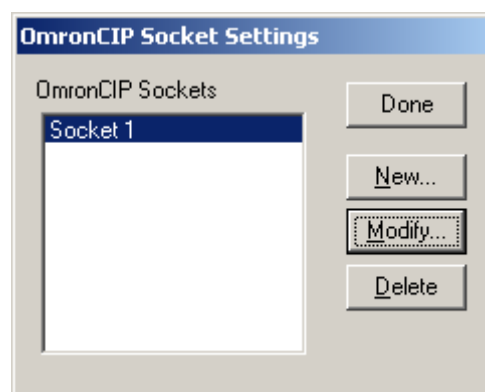 OmronCIP Socket Settings
OmronCIP Sockets
Socket 1
Done
New...
Modify...
Delete